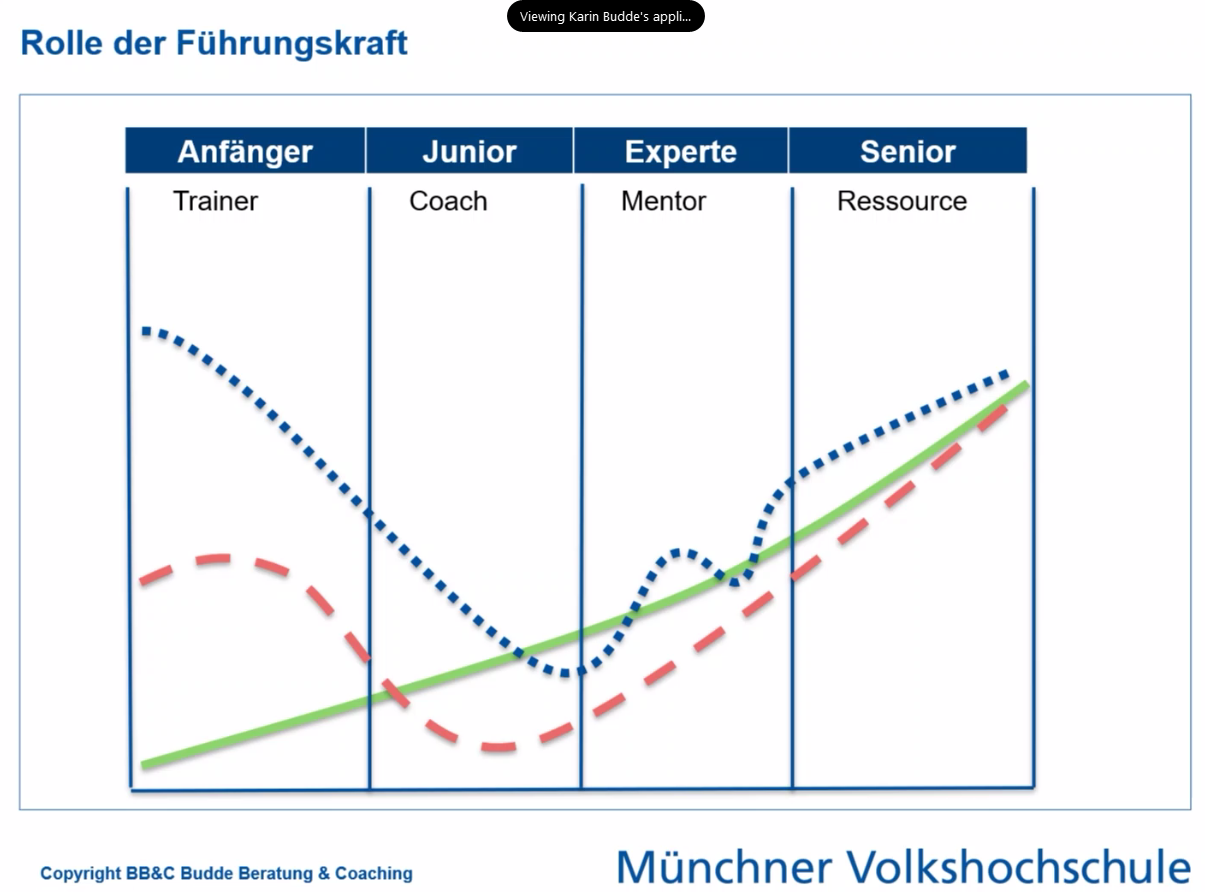 Viewing Karin Budde's appli...
Rolle der Führungskraft
Anfänger Junior Experte Senior
Trainer Coach Mentor Ressource
Copyright BB&C Budde Beratung & Coaching
Münchner Volkshochschule